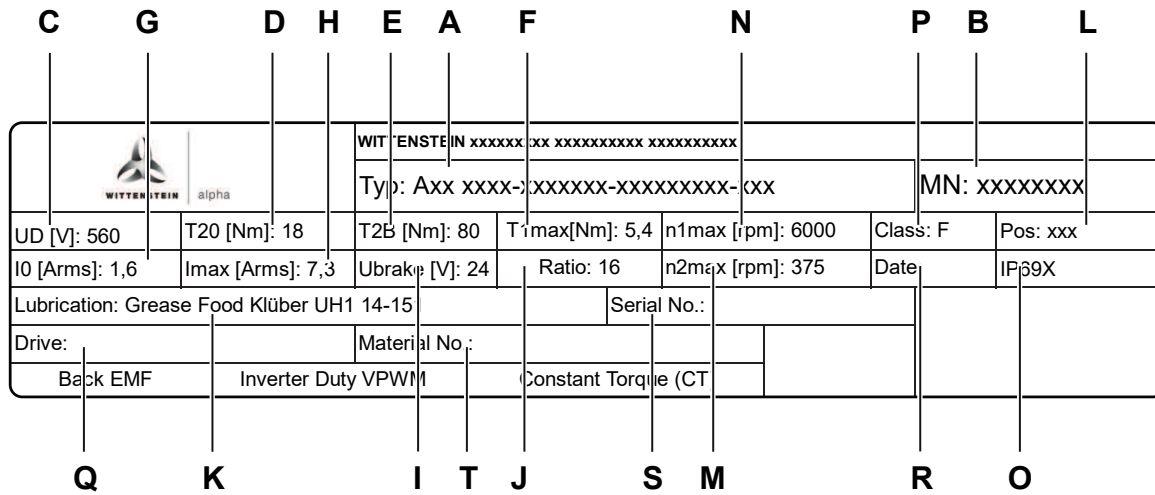 C G D H E A F N P B L
WITTENSTEIN alpha
WITTENSTEIN xxxxxxxxx xxxxxxxxxx xxxxxxxxxx
Typ: Axx xxxx-xxxxxxx-xxxxxxxxx-xxx
MN: xxxxxxxx
UD [V]: 560 T20 [Nm]: 18 T2B [Nm]: 80 T1max[Nm]: 5,4 n1max [rpm]: 6000 Class: F Pos: xxx
I0 [Arms]: 1,6 Imax [Arms]: 7,3 Ubrake [V]: 24 Ratio: 16 n2max [rpm]: 375 Date IP69X
Lubrication: Grease Food Klüber UH1 14-151 Serial No.:
Drive: Material No.:
Back EMF Inverter Duty VPWM Constant Torque (CT)
Q K I T J S M R O